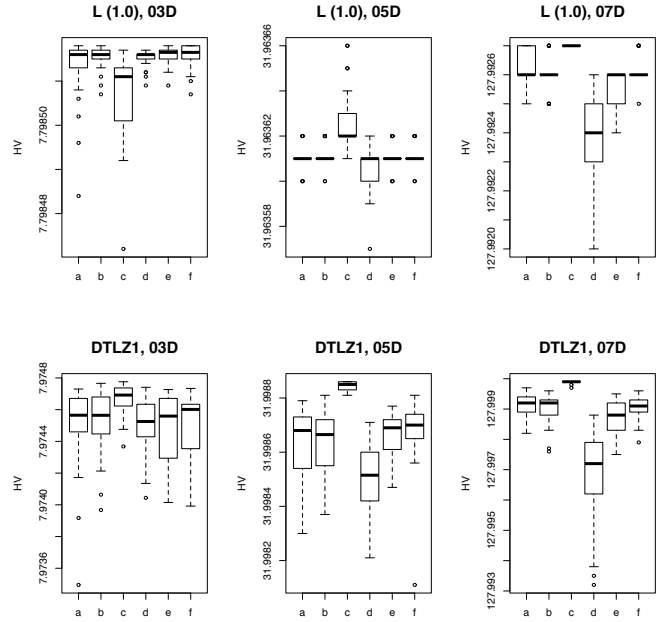 L (1.0), 03D
L (1.0), 05D
L (1.0), 07D
HV
7.79848
7.79850
a b c d e f
HV
31.96358
31.96362
31.96366
a b c d e f
HV
127.9920
127.9922
127.9924
127.9926
a b c d e f
DTLZ1, 03D
DTLZ1, 05D
DTLZ1, 07D
HV
7.9736
7.9740
7.9744
7.9748
a b c d e f
HV
31.9982
31.9984
31.9986
31.9988
a b c d e f
HV
127.993
127.995
127.997
127.999
a b c d e f